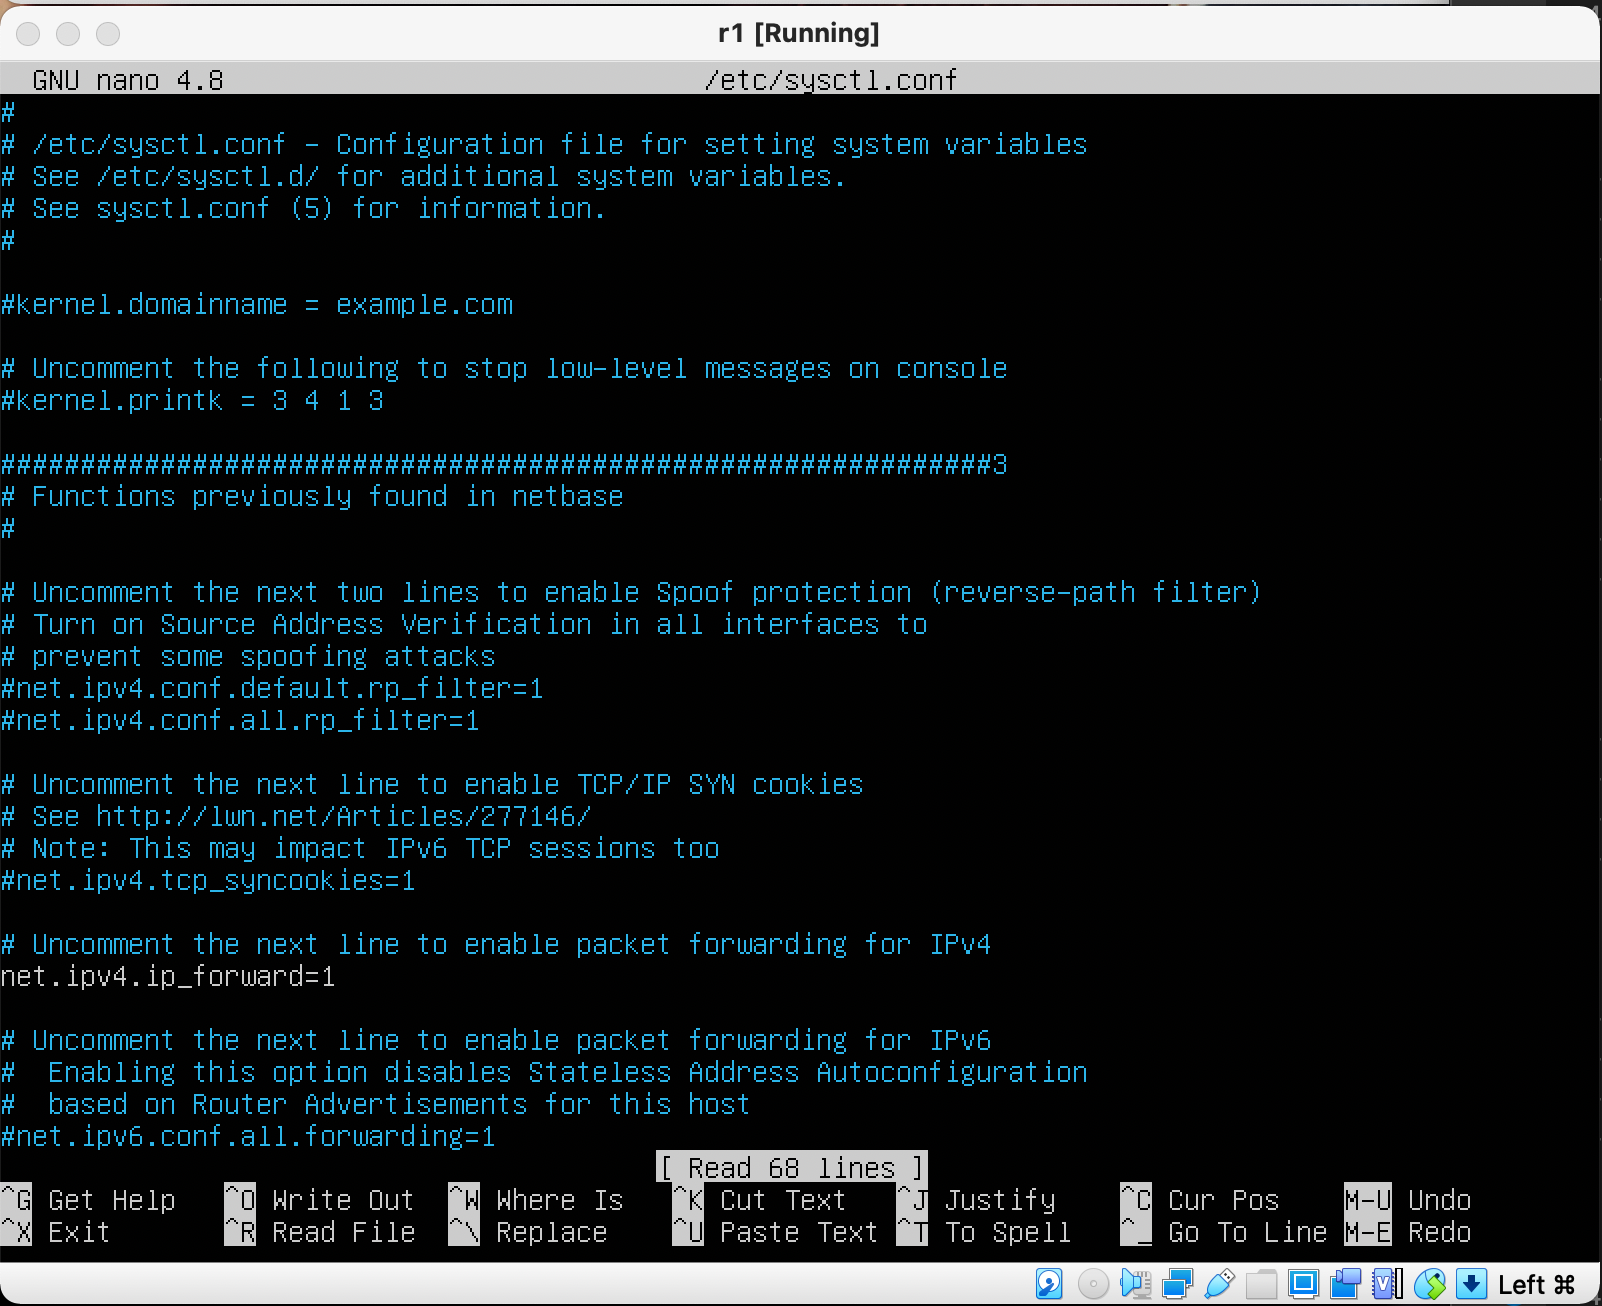 r1 [Running]
GNU nano 4.8 /etc/sysctl.conf
#
# /etc/sysctl.conf - Configuration file for setting system variables
# See /etc/sysctl.d/ for additional system variables.
# See sysctl.conf (5) for information.
#
#kernel.domainname = example.com
# Uncomment the following to stop low-level messages on console
#kernel.printk = 3 4 1 3
##############################################################3
# Functions previously found in netbase
#
# Uncomment the next two lines to enable Spoof protection (reverse-path filter)
# Turn on Source Address Verification in all interfaces to
# prevent some spoofing attacks
#net.ipv4.conf.default.rp_filter=1
#net.ipv4.conf.all.rp_filter=1
# Uncomment the next line to enable TCP/IP SYN cookies
# See http://lwn.net/Articles/277146/
# Note: This may impact IPv6 TCP sessions too
#net.ipv4.tcp_syncookies=1
# Uncomment the next line to enable packet forwarding for IPv4
net.ipv4.ip_forward=1
# Uncomment the next line to enable packet forwarding for IPv6
#  Enabling this option disables Stateless Address Autoconfiguration
#  based on Router Advertisements for this host
#net.ipv6.conf.all.forwarding=1
[ Read 68 lines ]
^G Get Help ^O Write Out ^W Where Is ^K Cut Text ^J Justify ^C Cur Pos M-U Undo
^X Exit ^R Read File ^\ Replace ^U Paste Text ^T To Spell ^_ Go To Line M-E Redo
Left ⌘